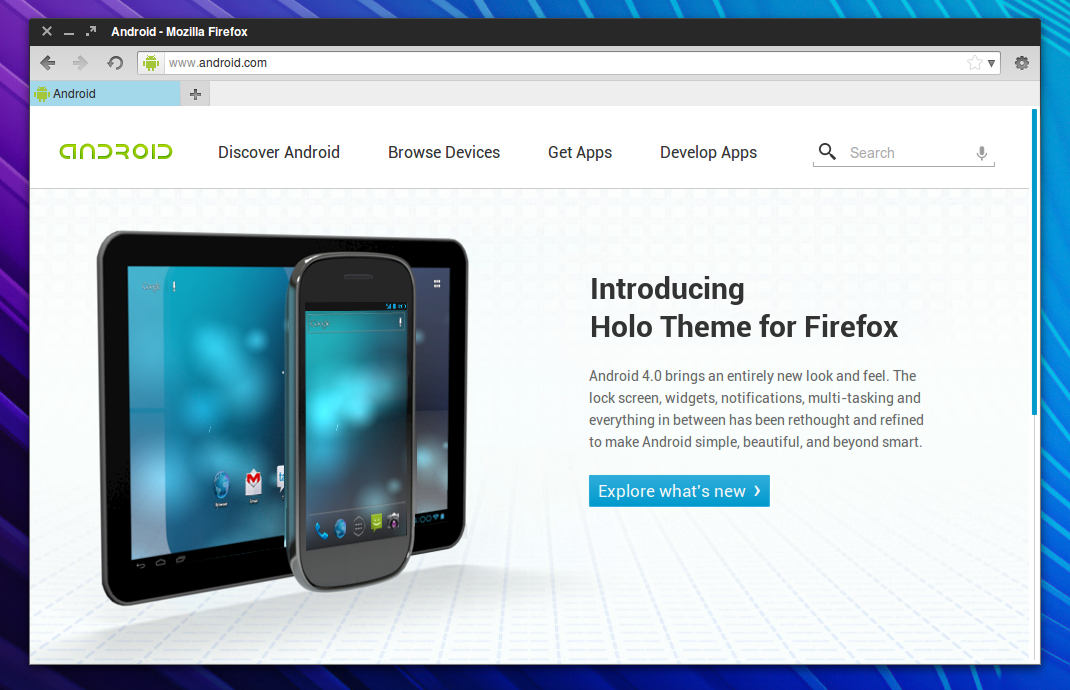 Android - Mozilla Firefox
www.android.com
Android
ANDROID
Discover Android
Browse Devices
Get Apps
Develop Apps
Search
Introducing
Holo Theme for Firefox
Android 4.0 brings an entirely new look and feel. The
lock screen, widgets, notifications, multi-tasking and
everything in between has been rethought and refined
to make Android simple, beautiful, and beyond smart.
Explore what's new ›
Google
Google
Browser